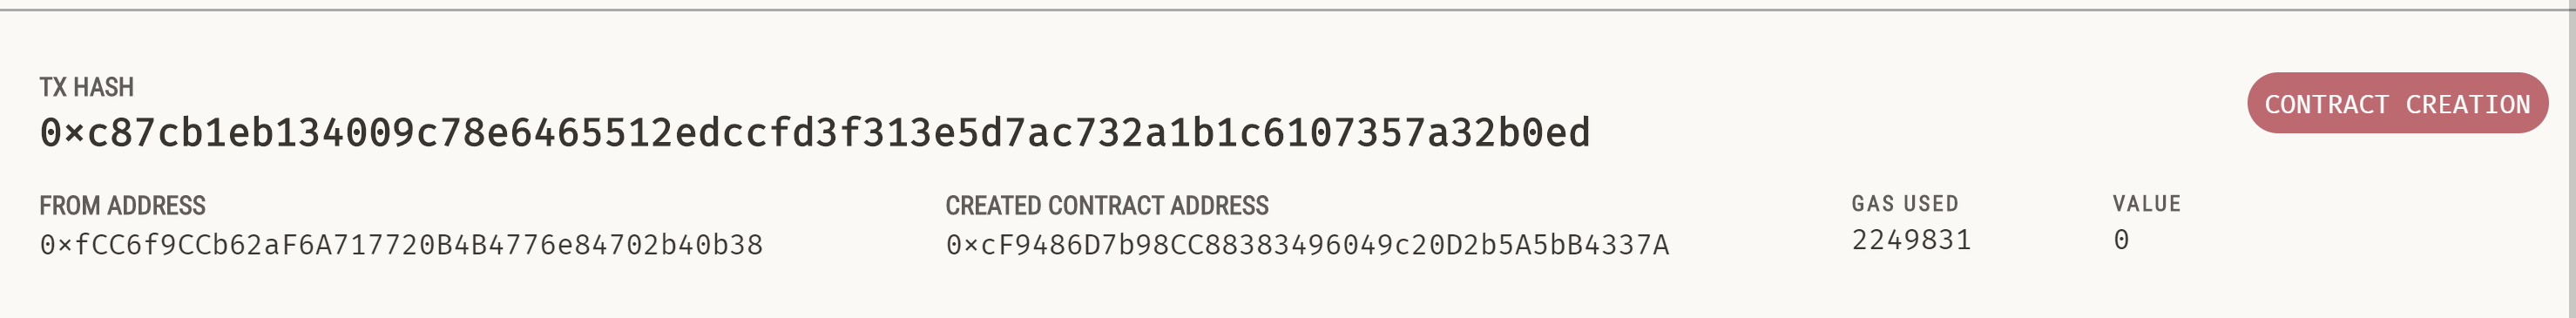 TX HASH
0×c87cb1eb134009c78e6465512edccfd3f313e5d7ac732a1b1c6107357a32b0ed
CONTRACT CREATION
FROM ADDRESS
0×fCC6f9CCb62aF6A717720B4B4776e84702b40b38
CREATED CONTRACT ADDRESS
0×cF9486D7b98CC88383496049c20D2b5A5bB4337A
GAS USED
2249831
VALUE
0